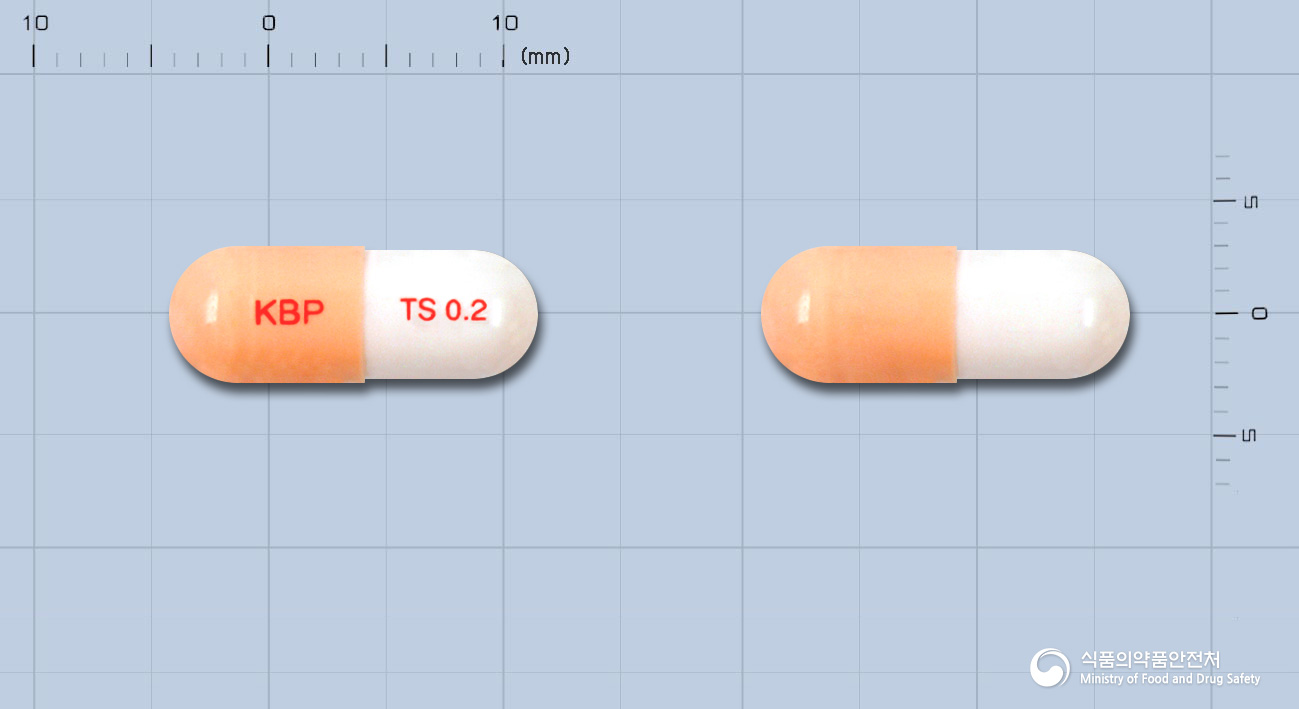 10 0 10
(mm)
KBP
TS 0.2
5
0
5
식품의약품안전처
Ministry of Food and Drug Safety